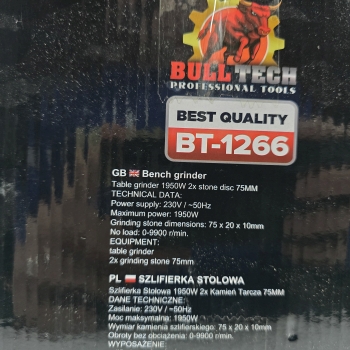 BULL TECH
PROFESSIONAL TOOLS
BEST QUALITY
BT-1266
GB Bench grinder
Table grinder 1950W 2x stone disc 75MM
TECHNICAL DATA:
Power supply: 230V / ~50Hz
Maximum power: 1950W
Grinding stone dimensions: 75 x 20 x 10mm
No load: 0-9900 r/min.
EQUIPMENT:
table grinder
2x grinding stone 75mm
PL SZLIFIERKA STOLOWA
Szlifierka Stolowa 1950W 2x Kamień Tarcza 75MM
DANE TECHNICZNE:
Zasilanie: 230V / ~50Hz
Moc maksymalna: 1950W
Wymiar kamienia szlifierskiego: 75 x 20 x 10mm
Obroty bez obciążenia: 0-9900 r/min.
WYPOSAŻENIE: